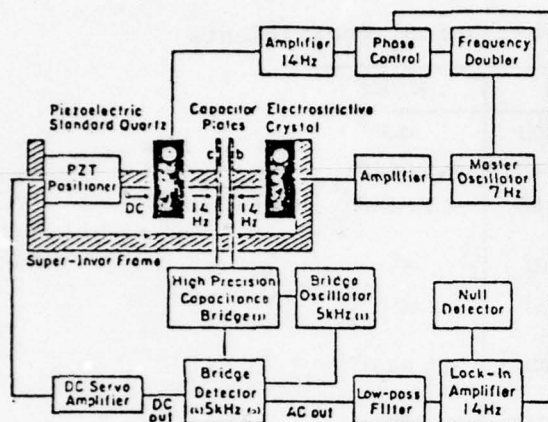 Amplifier
14Hz
Phase
Control
Frequency
Doubler
Piezoelectric
Standard Quartz
Capacitor
Plates
Electrostrictive
Crystal
PZT
Positioner
c
b
DC
14
Hz
14
Hz
Amplifier
Master
Oscillator
7Hz
Super-Invar Frame
High Precision
Capacitance
Bridge
Bridge
Oscillator
5kHz
Null
Detector
DC Servo
Amplifier
DC
out
Bridge
Detector
5kHz
AC out
Low-pass
Filter
Lock-In
Amplifier
14Hz